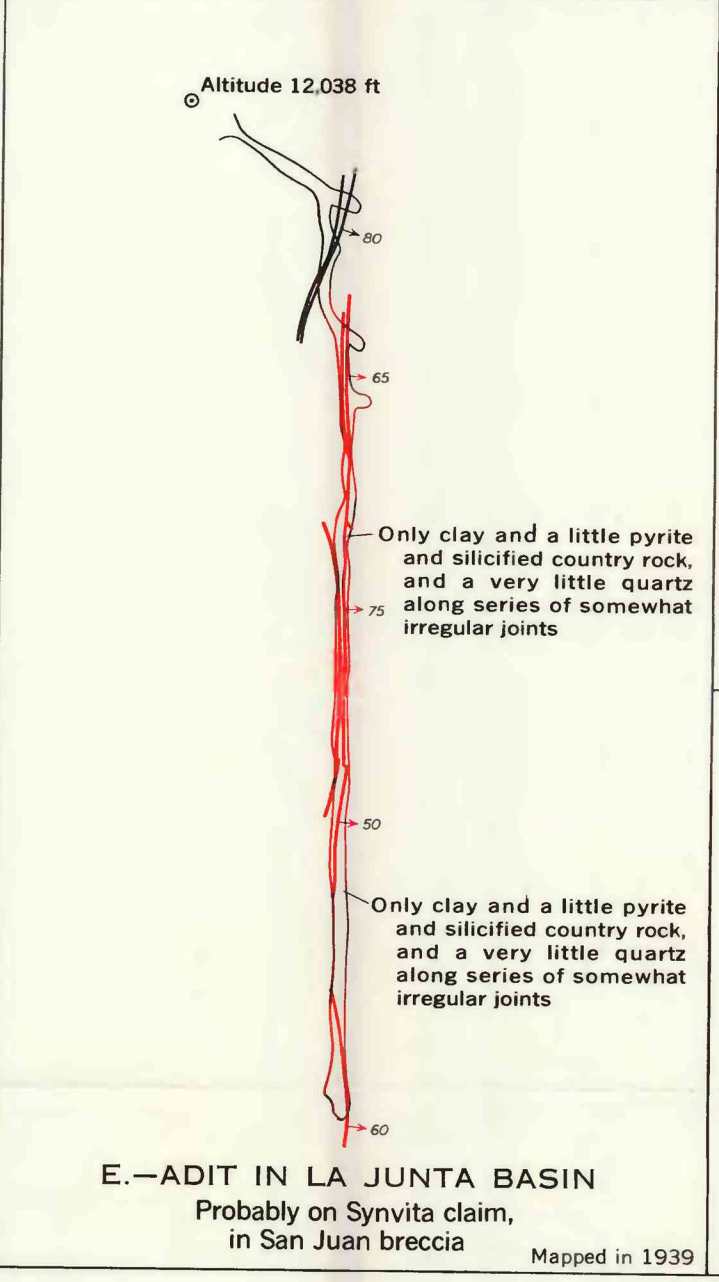 Altitude 12,038 ft
80
65
Only clay and a little pyrite
and silicified country rock,
and a very little quartz
along series of somewhat
irregular joints
75
50
Only clay and a little pyrite
and silicified country rock,
and a very little quartz
along series of somewhat
irregular joints
60
E.—ADIT IN LA JUNTA BASIN
Probably on Synvita claim,
in San Juan breccia
Mapped in 1939